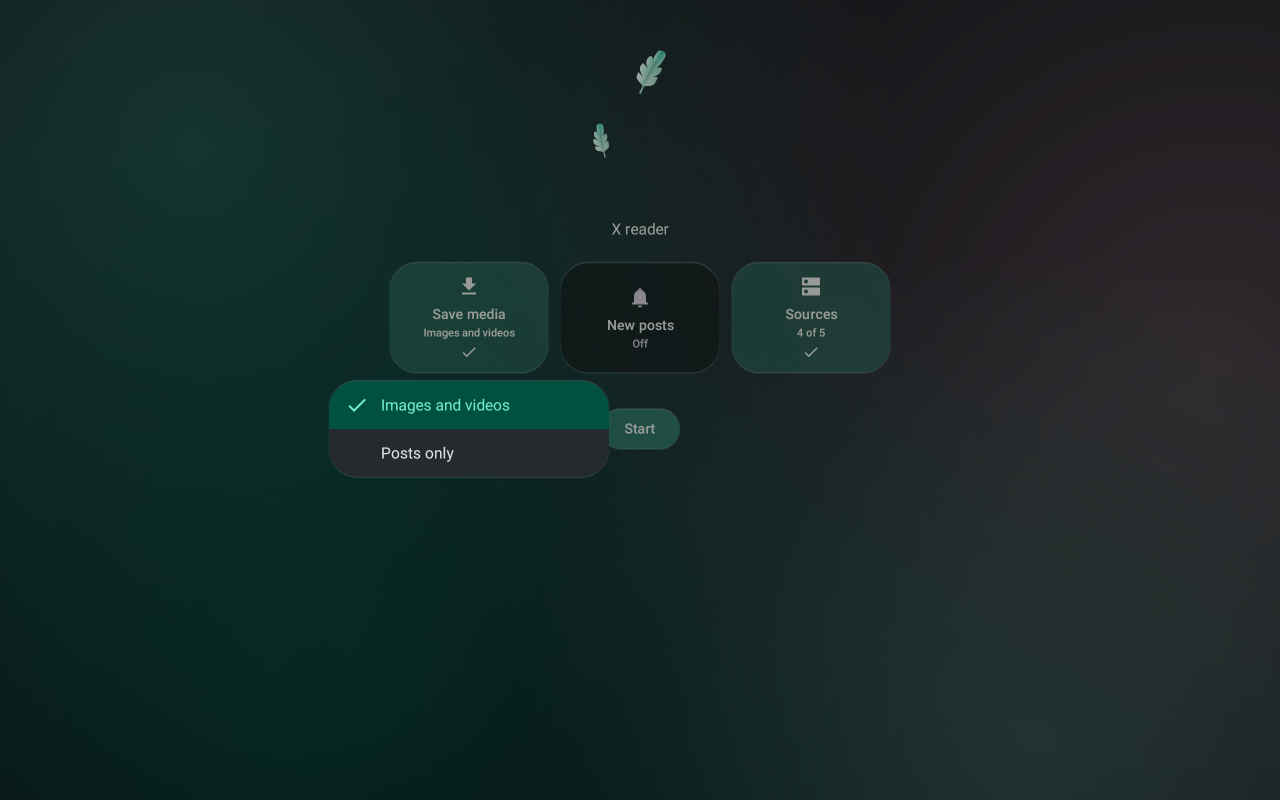 X reader
Save media
Images and videos
New posts
Off
Sources
4 of 5
Images and videos
Posts only
Start